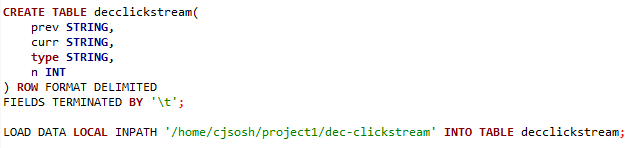 CREATE TABLE decclickstream(
    prev STRING,
    curr STRING,
    type STRING,
    n INT
) ROW FORMAT DELIMITED
FIELDS TERMINATED BY '\t';
LOAD DATA LOCAL INPATH '/home/cjsosh/project1/dec-clickstream' INTO TABLE decclickstream;